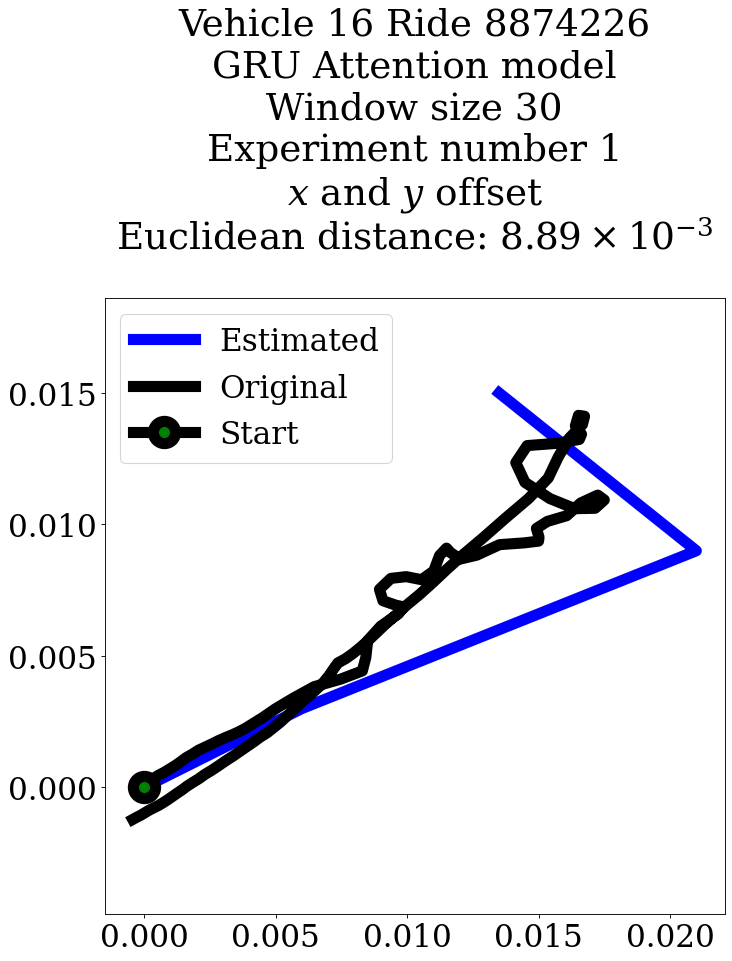 Vehicle 16 Ride 8874226
GRU Attention model
Window size 30
Experiment number 1
x and y offset
Euclidean distance: 8.89 × 10⁻³
Estimated
Original
Start
0.015
0.010
0.005
0.000
0.000 0.005 0.010 0.015 0.020